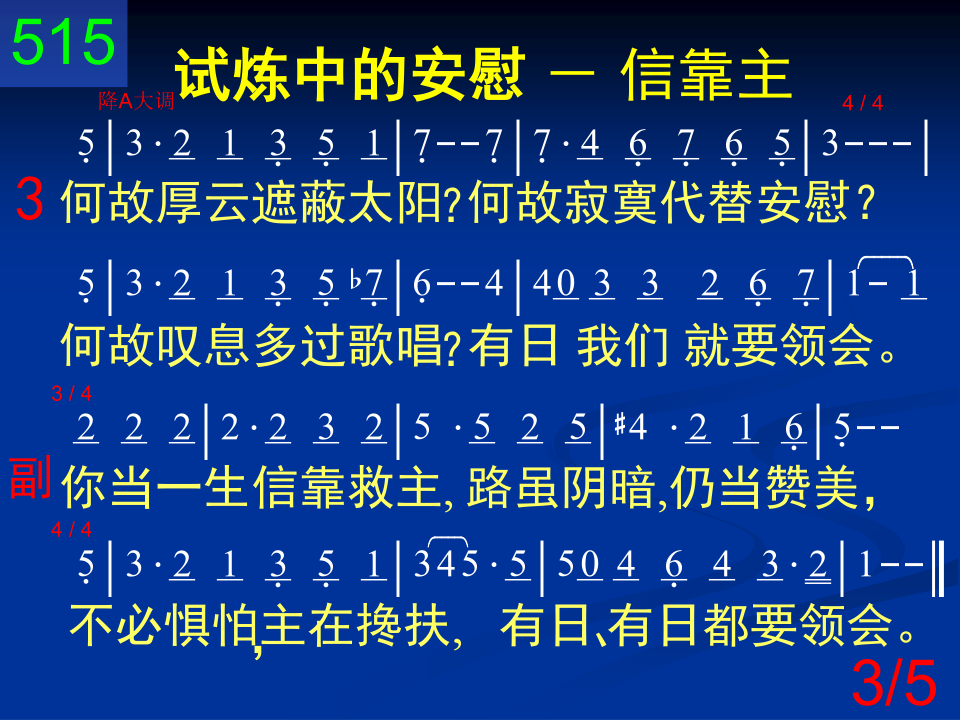 515
试炼中的安慰 － 信靠主
降A大调 4 / 4
5|3·2 1 3 5 1|7--7|7·4 6 7 6 5|3---|
3 何故厚云遮蔽太阳?何故寂寞代替安慰？
5|3·2 1 3 5 ♭7|6--4|40 3 3 2 6 7|1- 1
何故叹息多过歌唱?有日 我们 就要领会。
3 / 4
2 2 2|2·2 3 2|5 ·5 2 5|♯4 ·2 1 6|5--
副 你当一生信靠救主, 路虽阴暗,仍当赞美，
4 / 4
5|3·2 1 3 5 1|345·5|50 4 6 4 3·2|1--‖
不必惧怕,主在搀扶, 有日、有日都要领会。
3/5